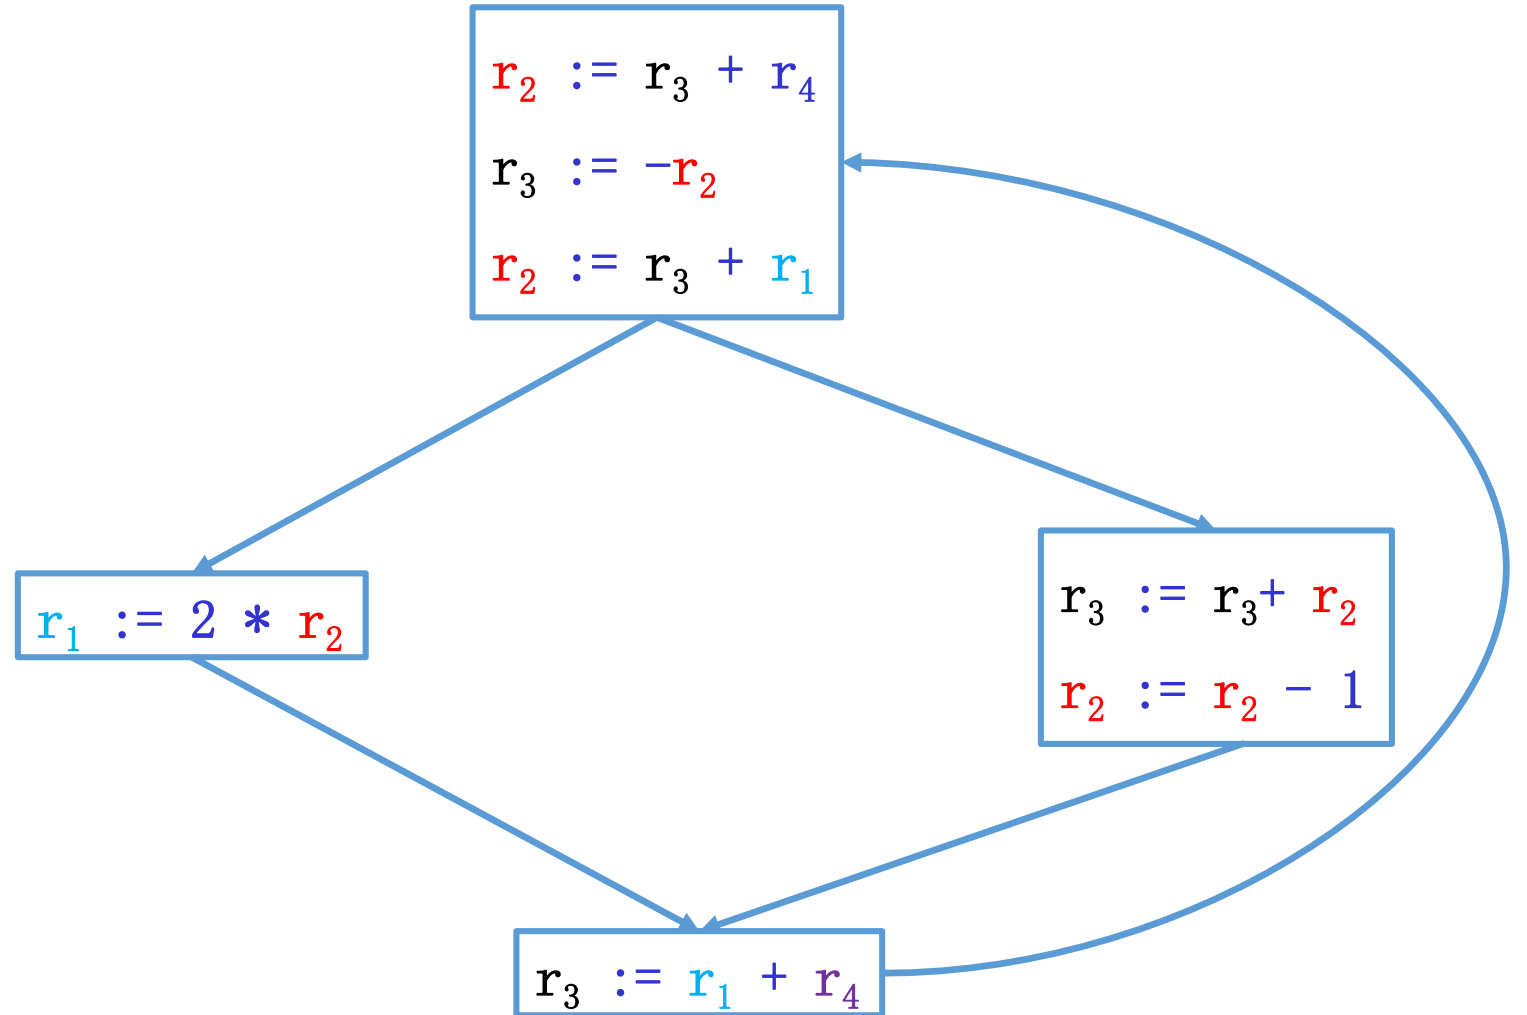 r₂ := r₃ + r₄
r₃ := -r₂
r₂ := r₃ + r₁
r₁ := 2 * r₂
r₃ := r₃+ r₂
r₂ := r₂ - 1
r₃ := r₁ + r₄